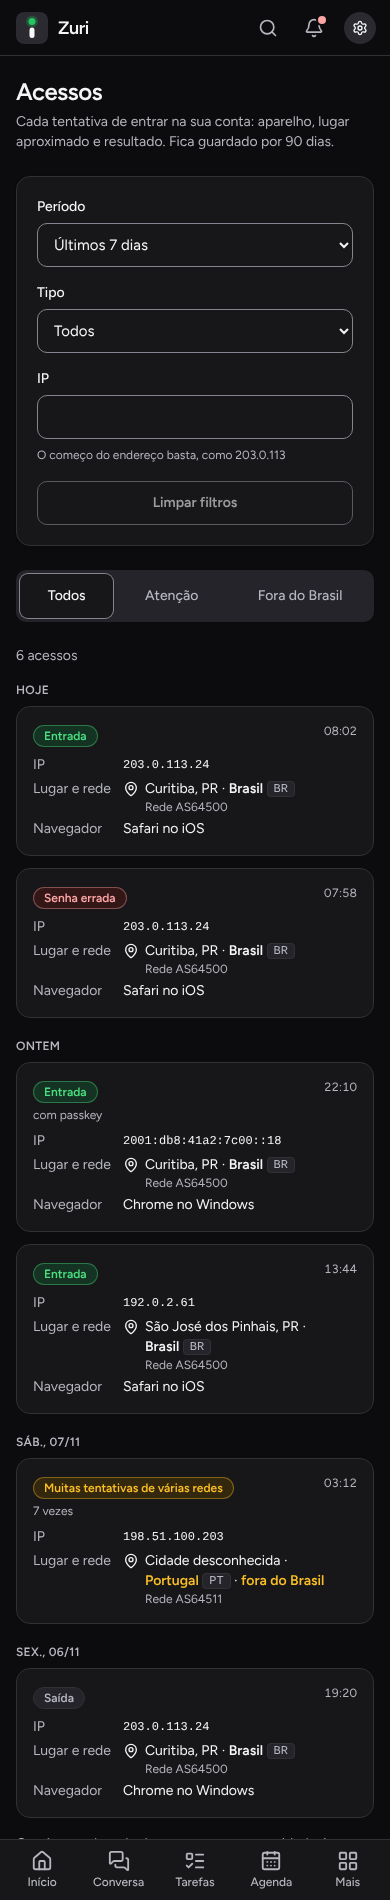 Zuri
Acessos
Cada tentativa de entrar na sua conta: aparelho, lugar
aproximado e resultado. Fica guardado por 90 dias.
Período
Últimos 7 dias
Tipo
Todos
IP
O começo do endereço basta, como 203.0.113
Limpar filtros
Todos
Atenção
Fora do Brasil
6 acessos
HOJE
Entrada
08:02
IP
203.0.113.24
Lugar e rede
Curitiba, PR · Brasil BR
Rede AS64500
Navegador
Safari no iOS
Senha errada
07:58
IP
203.0.113.24
Lugar e rede
Curitiba, PR · Brasil BR
Rede AS64500
Navegador
Safari no iOS
ONTEM
Entrada
22:10
com passkey
IP
2001:db8:41a2:7c00::18
Lugar e rede
Curitiba, PR · Brasil BR
Rede AS64500
Navegador
Chrome no Windows
Entrada
13:44
IP
192.0.2.61
Lugar e rede
São José dos Pinhais, PR ·
Brasil BR
Rede AS64500
Navegador
Safari no iOS
SÁB., 07/11
Muitas tentativas de várias redes
03:12
7 vezes
IP
198.51.100.203
Lugar e rede
Cidade desconhecida ·
Portugal PT · fora do Brasil
Rede AS64511
SEX., 06/11
Saída
19:20
IP
203.0.113.24
Lugar e rede
Curitiba, PR · Brasil BR
Rede AS64500
Navegador
Chrome no Windows
Início
Conversa
Tarefas
Agenda
Mais